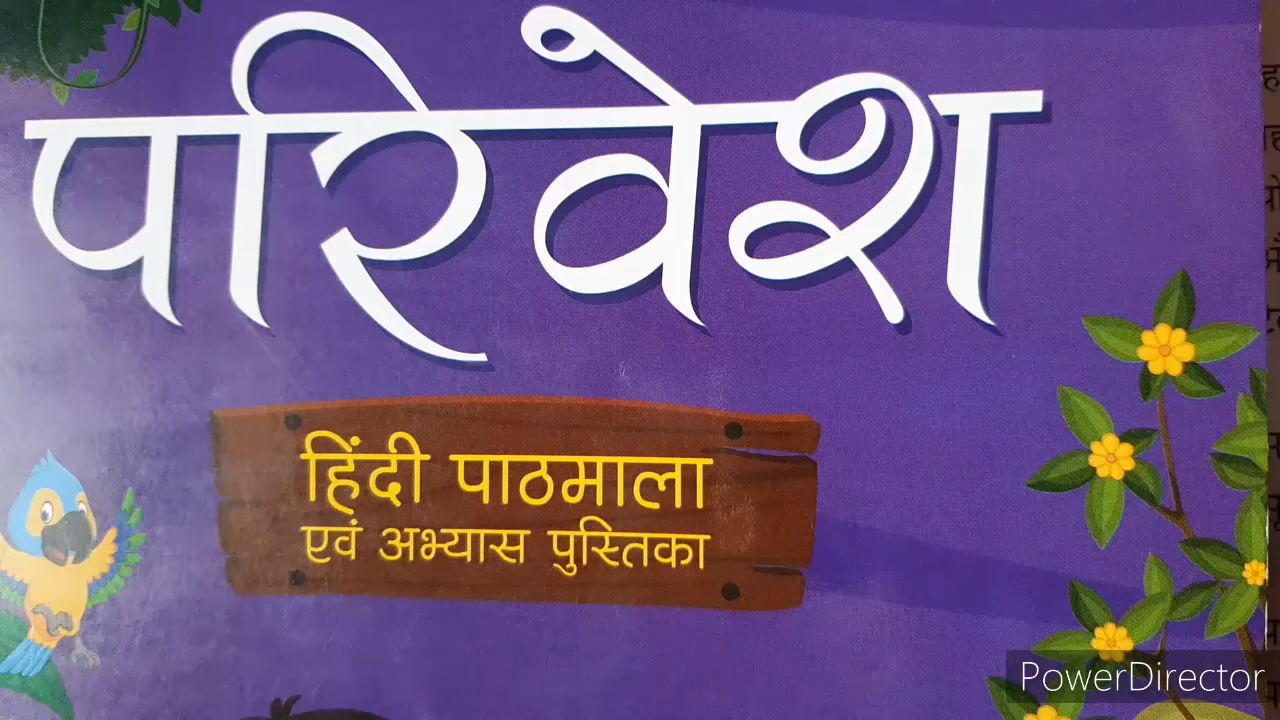 परिवेश
हिंदी पाठमाला
एवं अभ्यास पुस्तिका
PowerDirector